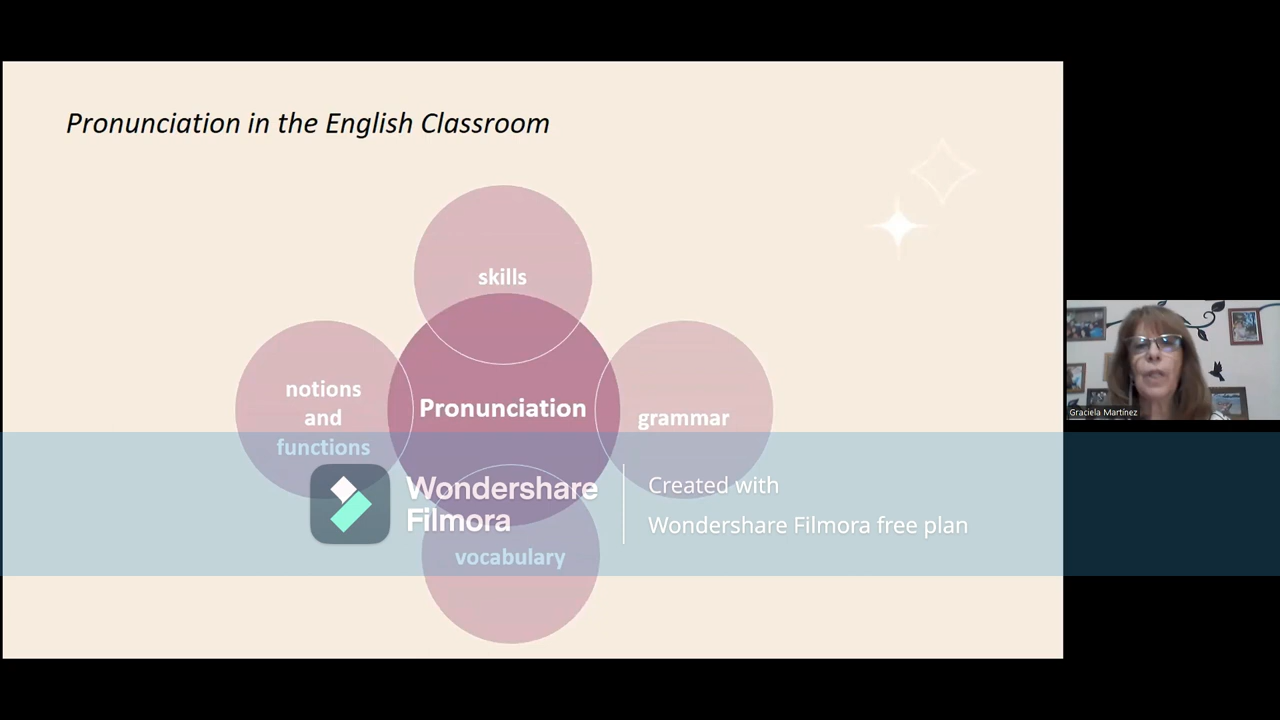 Pronunciation in the English Classroom
skills
notions
and
functions
Pronunciation
grammar
Graciela Martínez
Wondershare
Filmora
Created with
Wondershare Filmora free plan
vocabulary